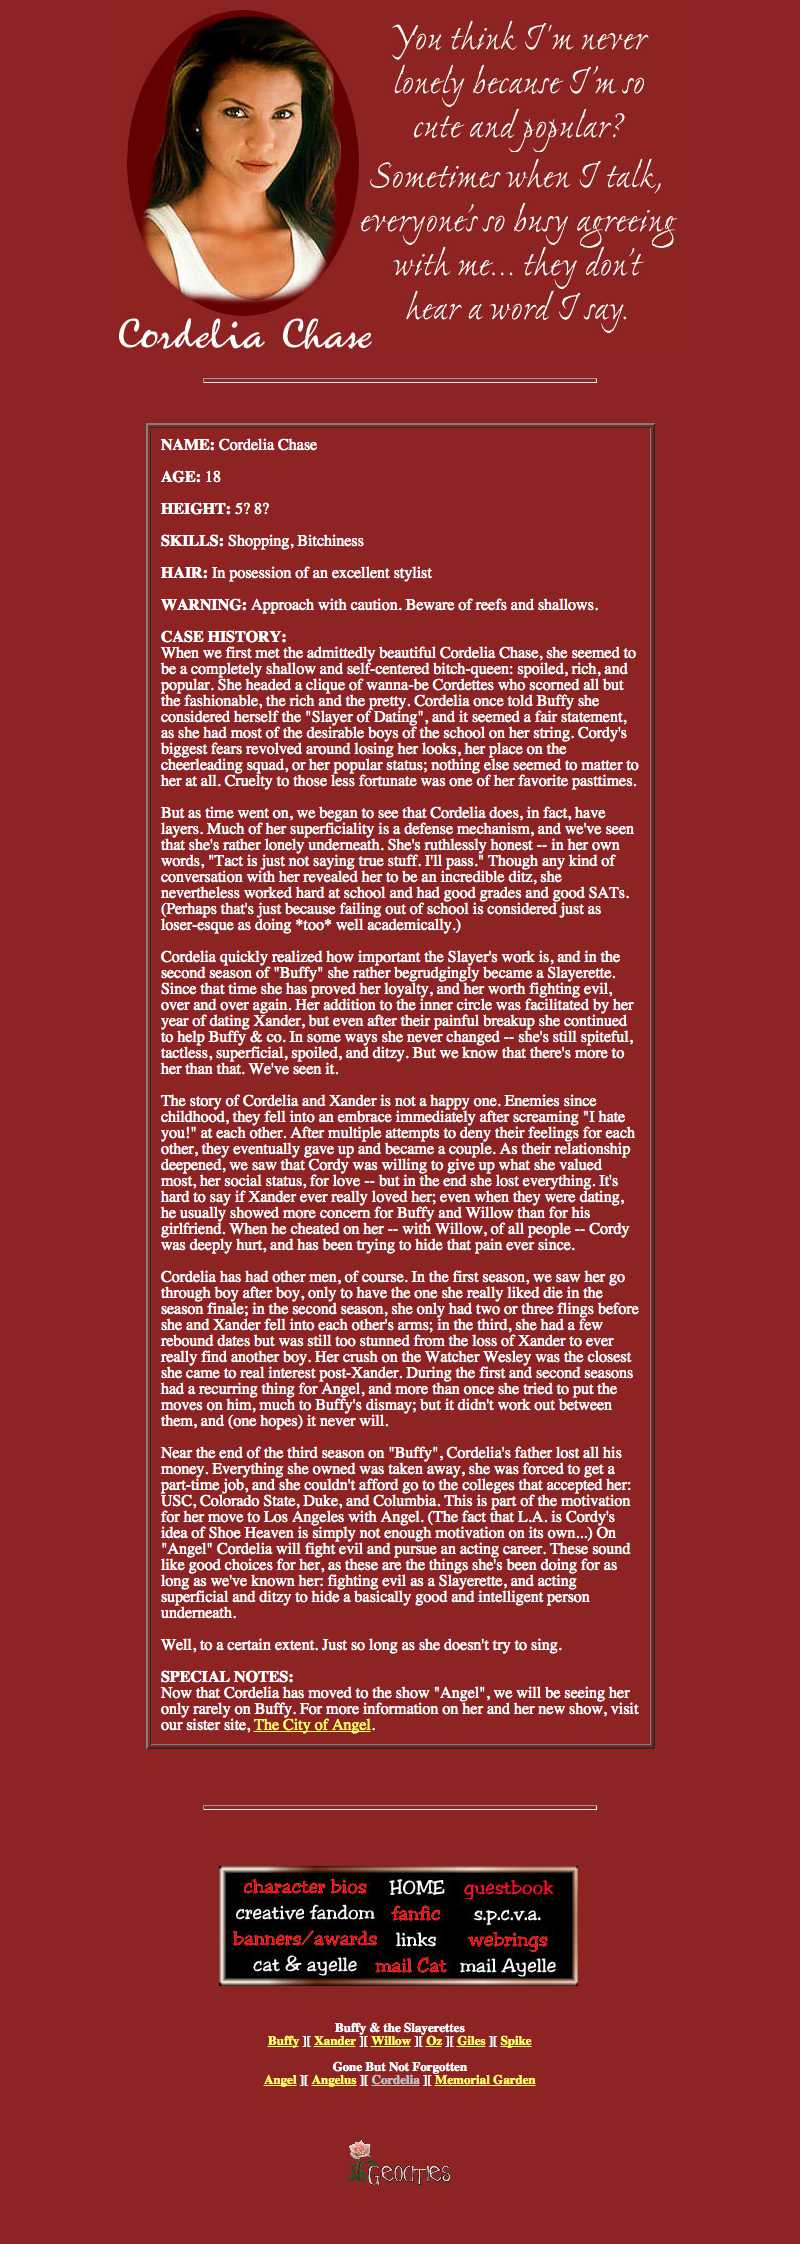 You think I'm never
lonely because I'm so
cute and popular?
Sometimes when I talk,
everyone's so busy agreeing
with me... they don't
hear a word I say.
Cordelia Chase
NAME: Cordelia Chase
AGE: 18
HEIGHT: 5? 8?
SKILLS: Shopping, Bitchiness
HAIR: In posession of an excellent stylist
WARNING: Approach with caution. Beware of reefs and shallows.
CASE HISTORY:
When we first met the admittedly beautiful Cordelia Chase, she seemed to
be a completely shallow and self-centered bitch-queen: spoiled, rich, and
popular. She headed a clique of wanna-be Cordettes who scorned all but
the fashionable, the rich and the pretty. Cordelia once told Buffy she
considered herself the "Slayer of Dating", and it seemed a fair statement,
as she had most of the desirable boys of the school on her string. Cordy's
biggest fears revolved around losing her looks, her place on the
cheerleading squad, or her popular status; nothing else seemed to matter to
her at all. Cruelty to those less fortunate was one of her favorite pasttimes.
But as time went on, we began to see that Cordelia does, in fact, have
layers. Much of her superficiality is a defense mechanism, and we've seen
that she's rather lonely underneath. She's ruthlessly honest -- in her own
words, "Tact is just not saying true stuff. I'll pass." Though any kind of
conversation with her revealed her to be an incredible ditz, she
nevertheless worked hard at school and had good grades and good SATs.
(Perhaps that's just because failing out of school is considered just as
loser-esque as doing *too* well academically.)
Cordelia quickly realized how important the Slayer's work is, and in the
second season of "Buffy" she rather begrudgingly became a Slayerette.
Since that time she has proved her loyalty, and her worth fighting evil,
over and over again. Her addition to the inner circle was facilitated by her
year of dating Xander, but even after their painful breakup she continued
to help Buffy & co. In some ways she never changed -- she's still spiteful,
tactless, superficial, spoiled, and ditzy. But we know that there's more to
her than that. We've seen it.
The story of Cordelia and Xander is not a happy one. Enemies since
childhood, they fell into an embrace immediately after screaming "I hate
you!" at each other. After multiple attempts to deny their feelings for each
other, they eventually gave up and became a couple. As their relationship
deepened, we saw that Cordy was willing to give up what she valued
most, her social status, for love -- but in the end she lost everything. It's
hard to say if Xander ever really loved her; even when they were dating,
he usually showed more concern for Buffy and Willow than for his
girlfriend. When he cheated on her -- with Willow, of all people -- Cordy
was deeply hurt, and has been trying to hide that pain ever since.
Cordelia has had other men, of course. In the first season, we saw her go
through boy after boy, only to have the one she really liked die in the
season finale; in the second season, she only had two or three flings before
she and Xander fell into each other's arms; in the third, she had a few
rebound dates but was still too stunned from the loss of Xander to ever
really find another boy. Her crush on the Watcher Wesley was the closest
she came to real interest post-Xander. During the first and second seasons
had a recurring thing for Angel, and more than once she tried to put the
moves on him, much to Buffy's dismay; but it didn't work out between
them, and (one hopes) it never will.
Near the end of the third season on "Buffy", Cordelia's father lost all his
money. Everything she owned was taken away, she was forced to get a
part-time job, and she couldn't afford go to the colleges that accepted her:
USC, Colorado State, Duke, and Columbia. This is part of the motivation
for her move to Los Angeles with Angel. (The fact that L.A. is Cordy's
idea of Shoe Heaven is simply not enough motivation on its own...) On
"Angel" Cordelia will fight evil and pursue an acting career. These sound
like good choices for her, as these are the things she's been doing for as
long as we've known her: fighting evil as a Slayerette, and acting
superficial and ditzy to hide a basically good and intelligent person
underneath.
Well, to a certain extent. Just so long as she doesn't try to sing.
SPECIAL NOTES:
Now that Cordelia has moved to the show "Angel", we will be seeing her
only rarely on Buffy. For more information on her and her new show, visit
our sister site, The City of Angel.
character bios HOME guestbook
creative fandom fanfic s.p.c.v.a.
banners/awards links webrings
cat & ayelle mail Cat mail Ayelle
Buffy & the Slayerettes
Buffy ][ Xander ][ Willow ][ Oz ][ Giles ][ Spike
Gone But Not Forgotten
Angel ][ Angelus ][ Cordelia ][ Memorial Garden
GEOCITIES